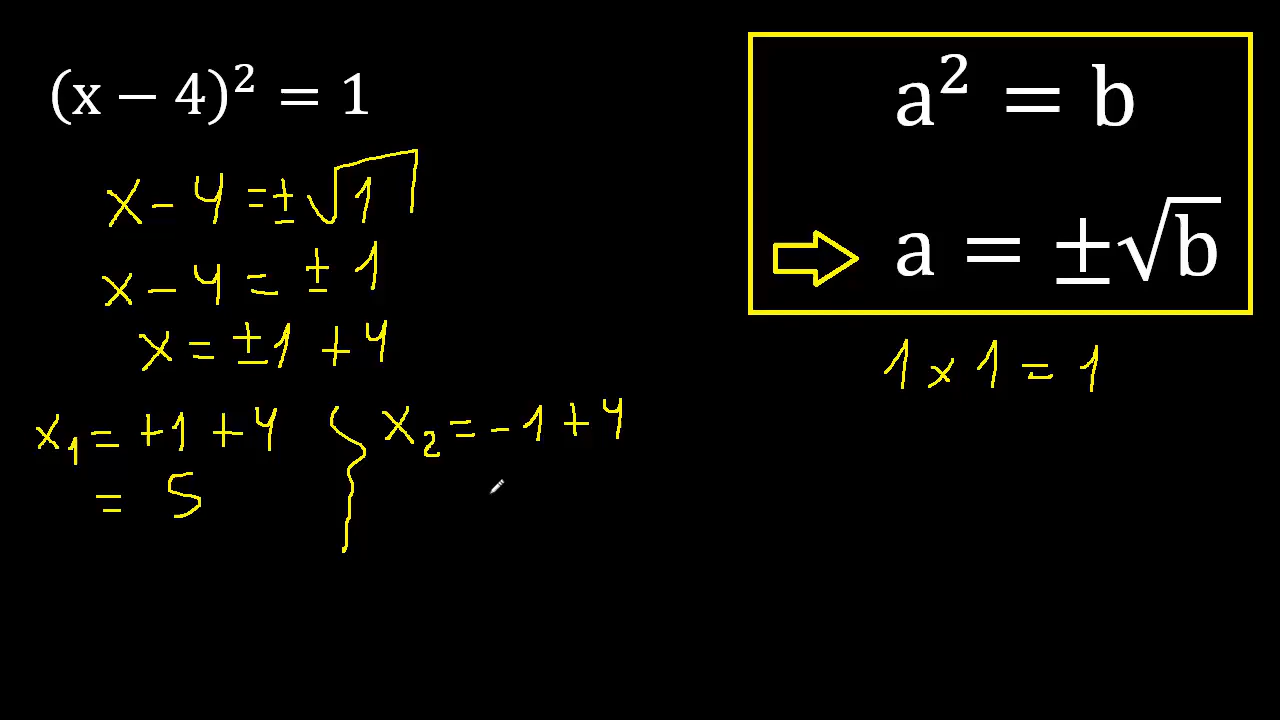 (x − 4)² = 1
x − 4 = ± √1
x − 4 = ± 1
x = ±1 + 4
x₁ = +1 + 4
= 5
x₂ = − 1 + 4
a² = b
a = ±√b
1 x 1 = 1